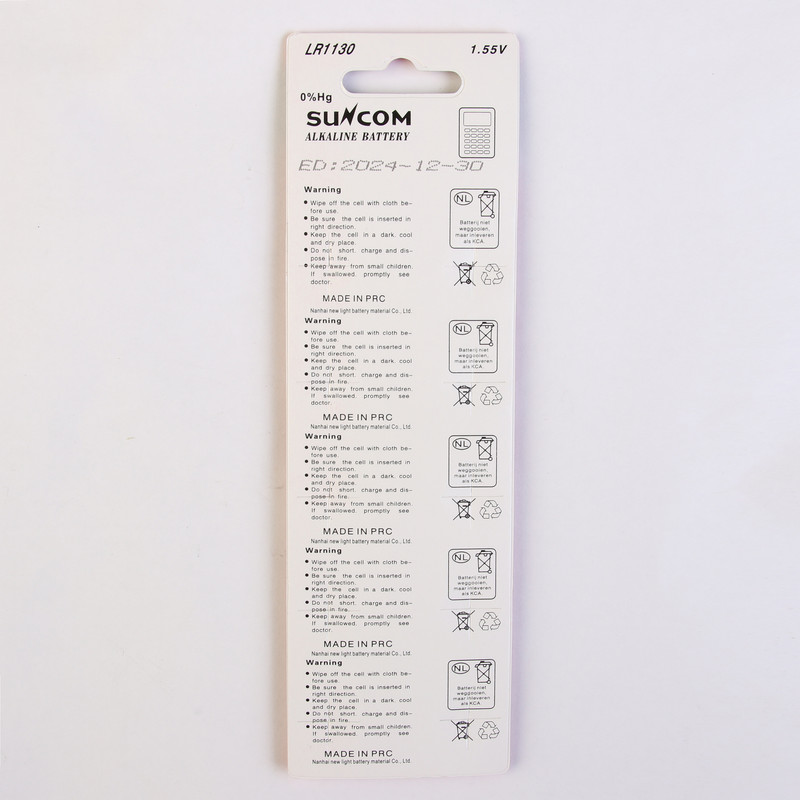 LR1130 1.55V
0%Hg
SUNCOM
ALKALINE BATTERY
ED:2024-12-30
Warning
● Wipe off the cell with cloth be-
fore use.
● Be sure the cell is inserted in
right direction.
● Keep the cell in a dark. cool
and dry place.
● Do not short. charge and dis-
pose in fire.
● Keep away from small children.
If swallowed. promptly see
doctor.
NL
Batterij niet
weggooien,
maar inleveren
als KCA
MADE IN PRC
Nanhai new light battery material Co., Ltd.
Warning
● Wipe off the cell with cloth be-
fore use.
● Be sure the cell is inserted in
right direction.
● Keep the cell in a dark. cool
and dry place.
● Do not short. charge and dis-
pose in fire.
● Keep away from small children.
If swallowed. promptly see
doctor.
NL
Batterij niet
weggooien,
maar inleveren
als KCA
MADE IN PRC
Nanhai new light battery material Co., Ltd.
Warning
● Wipe off the cell with cloth be-
fore use.
● Be sure the cell is inserted in
right direction.
● Keep the cell in a dark. cool
and dry place.
● Do not short. charge and dis-
pose in fire.
● Keep away from small children.
If swallowed. promptly see
doctor.
NL
Batterij niet
weggooien,
maar inleveren
als KCA
MADE IN PRC
Nanhai new light battery material Co., Ltd.
Warning
● Wipe off the cell with cloth be-
fore use.
● Be sure the cell is inserted in
right direction.
● Keep the cell in a dark. cool
and dry place.
● Do not short. charge and dis-
pose in fire.
● Keep away from small children.
If swallowed. promptly see
doctor.
NL
Batterij niet
weggooien,
maar inleveren
als KCA
MADE IN PRC
Nanhai new light battery material Co., Ltd.
Warning
● Wipe off the cell with cloth be-
fore use.
● Be sure the cell is inserted in
right direction.
● Keep the cell in a dark. cool
and dry place.
● Do not short. charge and dis-
pose in fire.
● Keep away from small children.
If swallowed. promptly see
doctor.
NL
Batterij niet
weggooien,
maar inleveren
als KCA
MADE IN PRC
Nanhai new light battery material Co., Ltd.